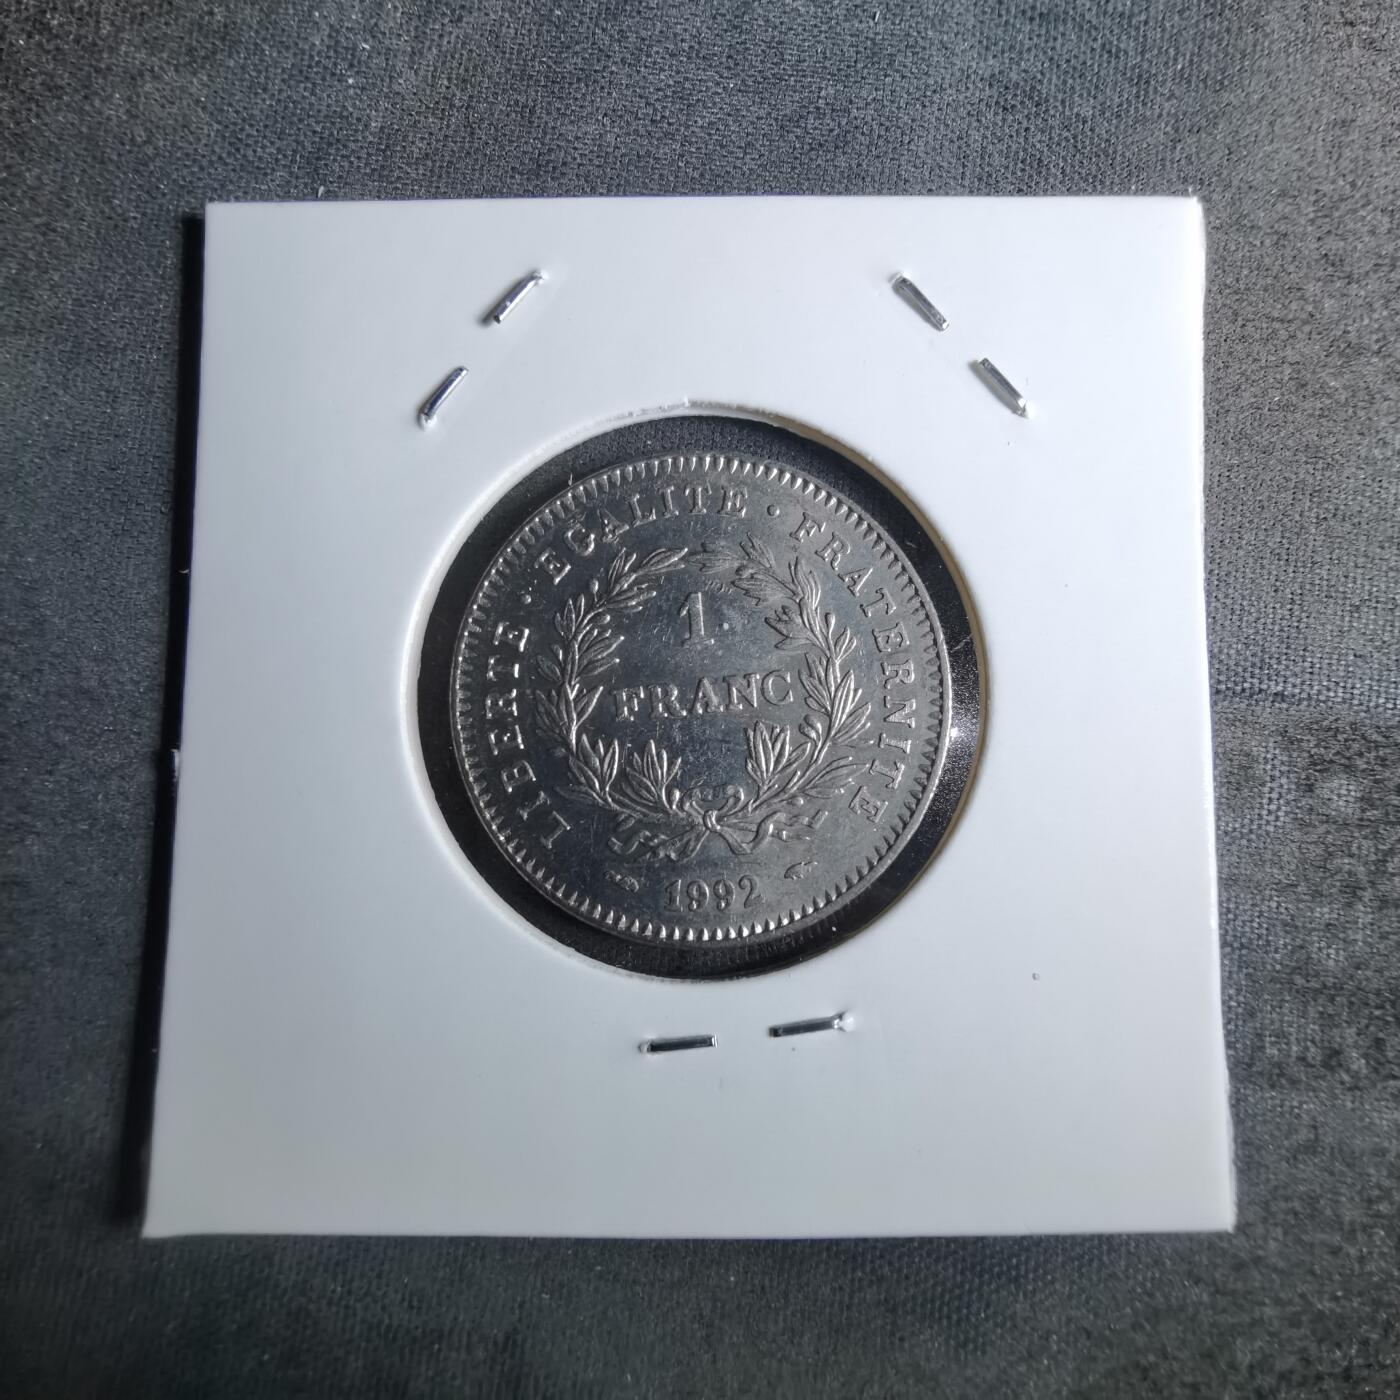 LIBERTE · EGALITE · FRATERNITE
1
FRANC
1992